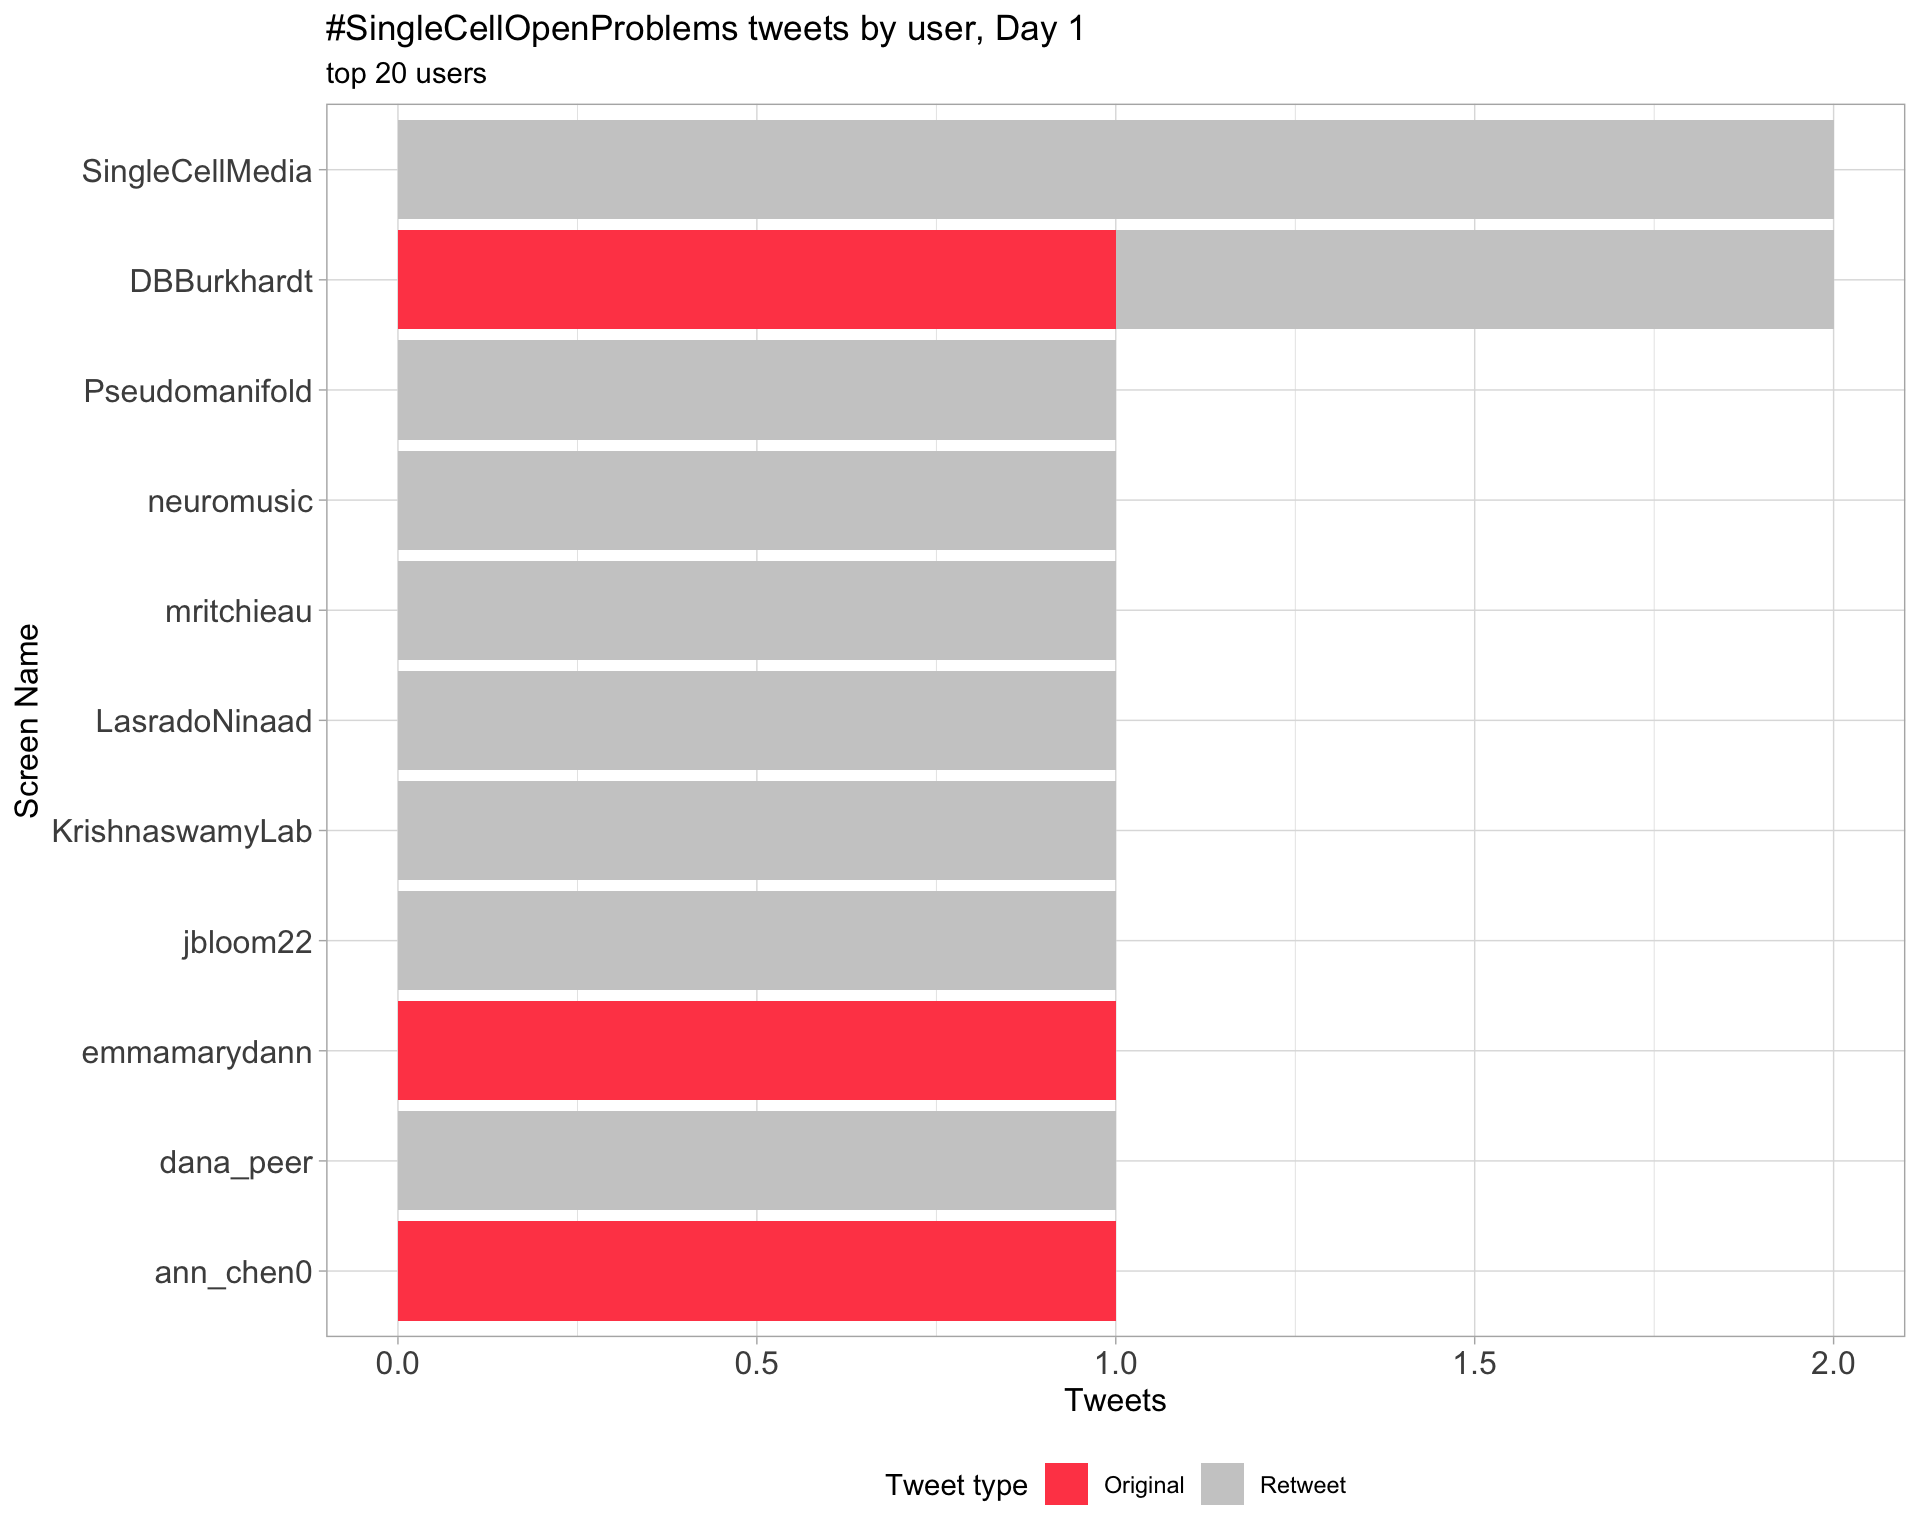 #SingleCellOpenProblems tweets by user, Day 1
top 20 users
Screen Name
SingleCellMedia
DBBurkhardt
Pseudomanifold
neuromusic
mritchieau
LasradoNinaad
KrishnaswamyLab
jbloom22
emmamarydann
dana_peer
ann_chen0
0.0 0.5 1.0 1.5 2.0
Tweets
Tweet type Original Retweet